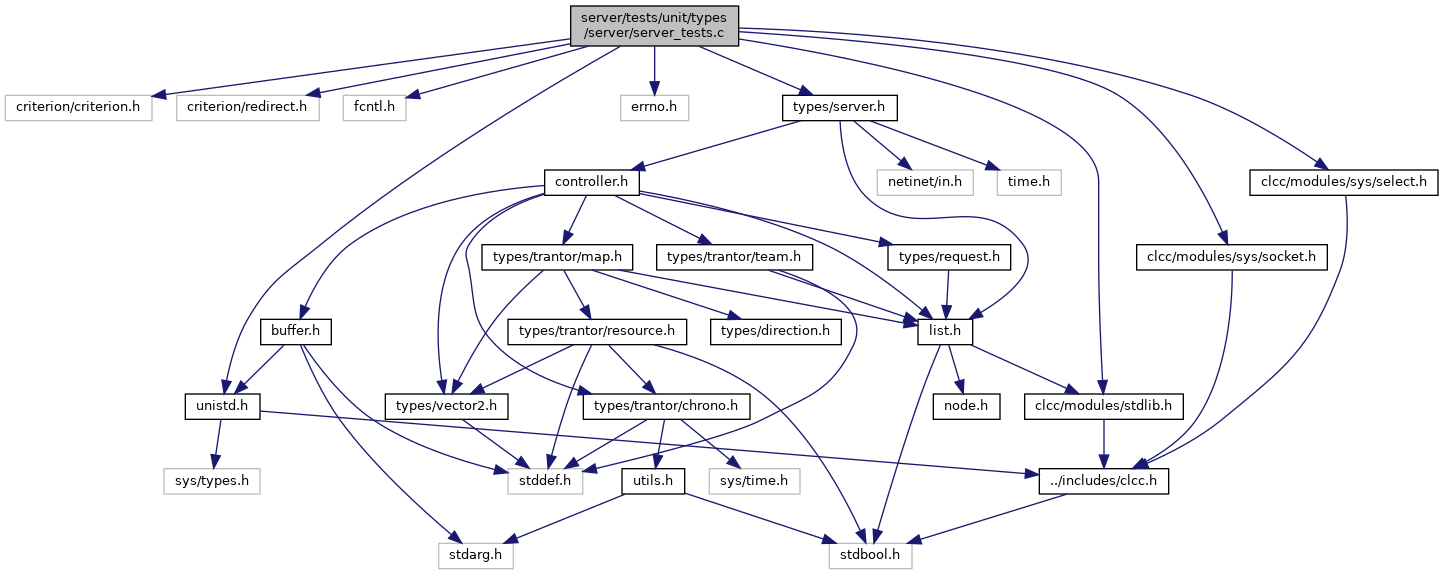 server/tests/unit/types
/server/server_tests.c
criterion/criterion.h
criterion/redirect.h
fcntl.h
errno.h
types/server.h
controller.h
netinet/in.h
time.h
clcc/modules/sys/select.h
types/trantor/map.h
types/trantor/team.h
types/request.h
clcc/modules/sys/socket.h
buffer.h
types/trantor/resource.h
types/direction.h
list.h
unistd.h
types/vector2.h
types/trantor/chrono.h
node.h
clcc/modules/stdlib.h
sys/types.h
stddef.h
utils.h
sys/time.h
../includes/clcc.h
stdarg.h
stdbool.h